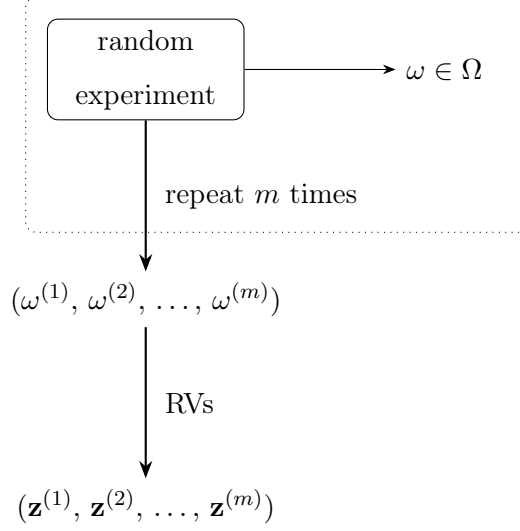 random
experiment
ω ∈ Ω
repeat m times
(ω^{(1)}, ω^{(2)}, . . . , ω^{(m)})
RVs
(𝐳^{(1)}, 𝐳^{(2)}, . . . , 𝐳^{(m)})